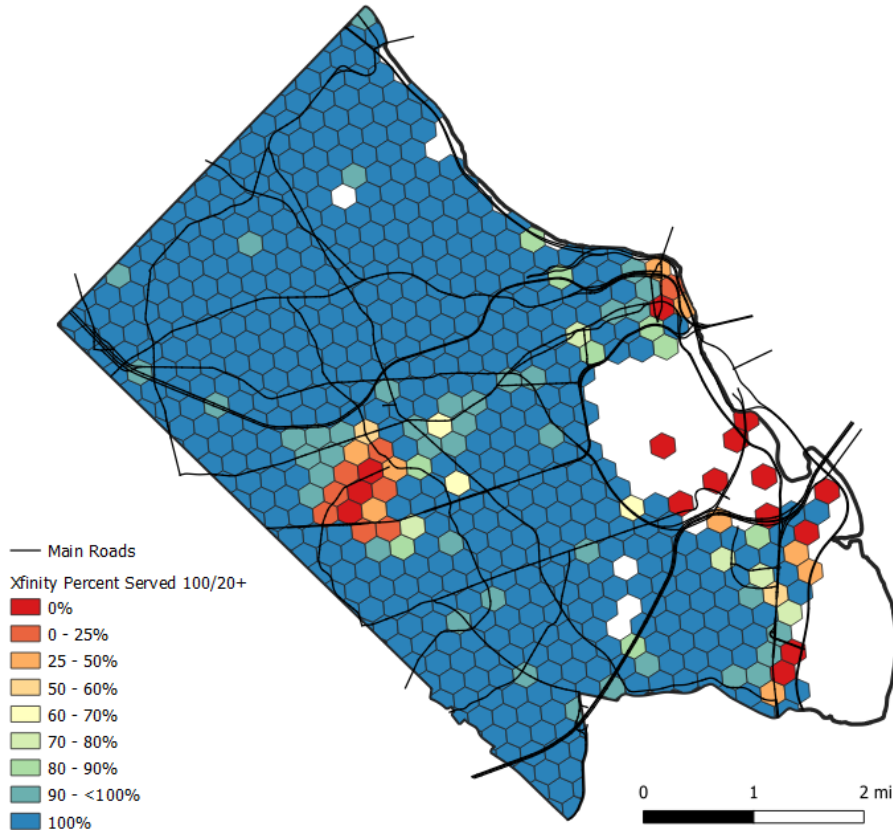 Main Roads
Xfinity Percent Served 100/20+
0%
0 - 25%
25 - 50%
50 - 60%
60 - 70%
70 - 80%
80 - 90%
90 - <100%
100%
0 1 2 mi